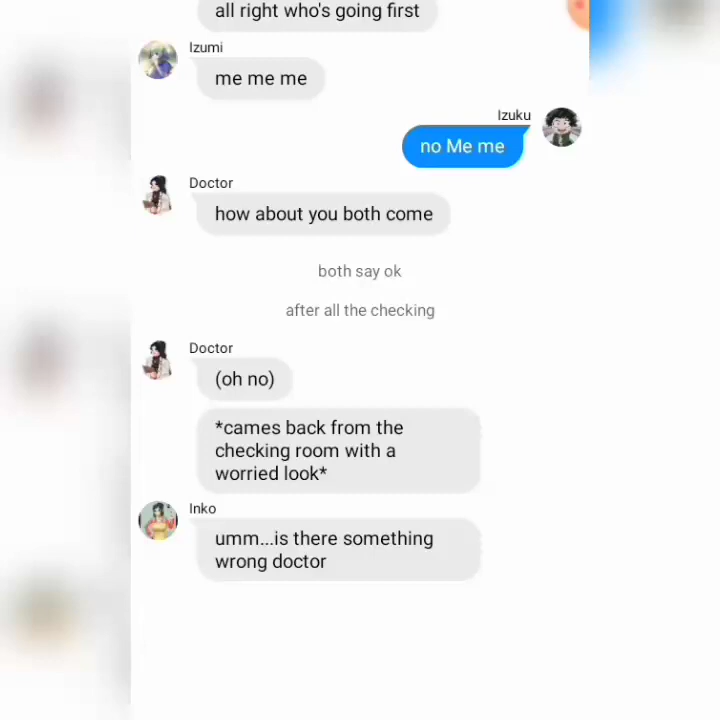 all right who's going first
Izumi
me me me
Izuku
no Me me
Doctor
how about you both come
both say ok
after all the checking
Doctor
(oh no)
*cames back from the
checking room with a
worried look*
Inko
umm...is there something
wrong doctor